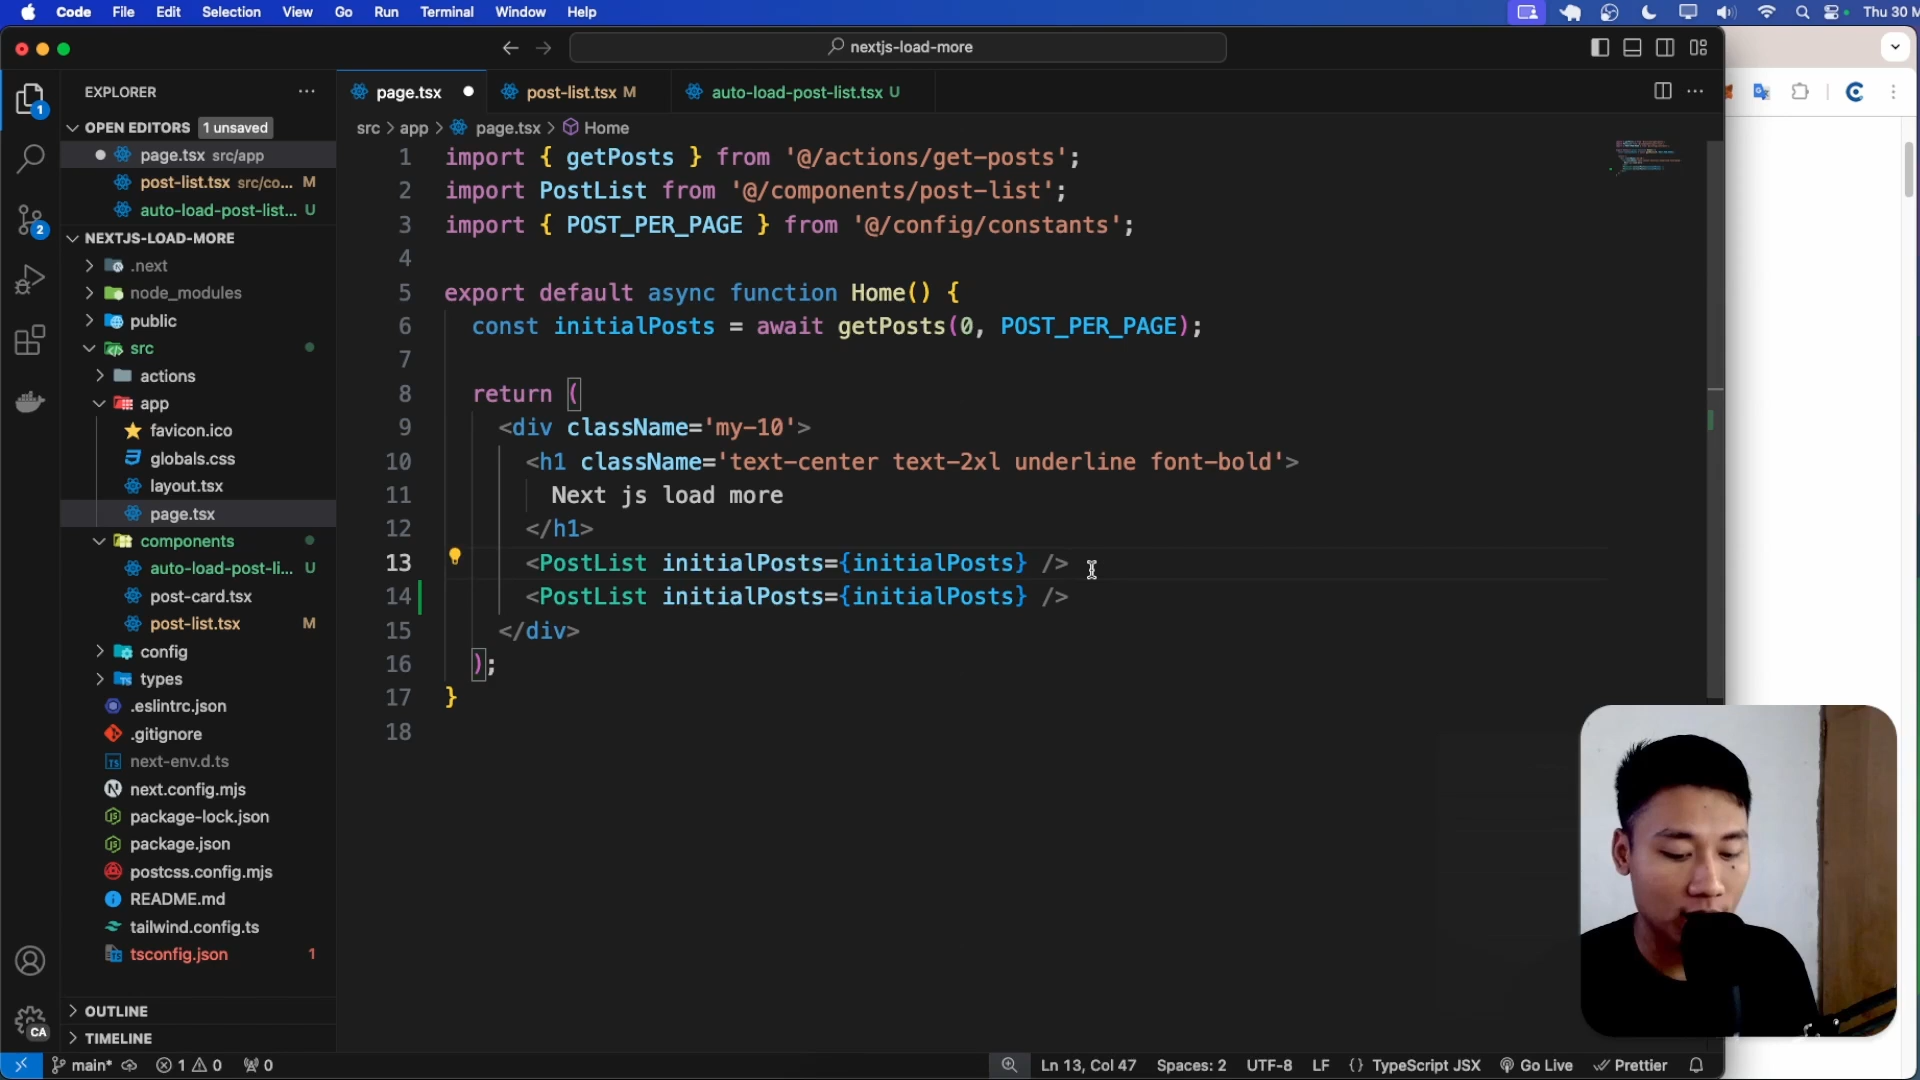 Code File Edit Selection View Go Run Terminal Window Help Thu 30 M
nextjs-load-more
EXPLORER
page.tsx
post-list.tsx M
auto-load-post-list.tsx U
OPEN EDITORS 1 unsaved
page.tsx src/app
post-list.tsx src/co... M
auto-load-post-list... U
NEXTJS-LOAD-MORE
.next
node_modules
public
src
actions
app
favicon.ico
globals.css
layout.tsx
page.tsx
components
auto-load-post-li... U
post-card.tsx
post-list.tsx M
config
types
.eslintrc.json
.gitignore
next-env.d.ts
next.config.mjs
package-lock.json
package.json
postcss.config.mjs
README.md
tailwind.config.ts
tsconfig.json 1
OUTLINE
TIMELINE
1
2
CA
src > app > page.tsx > Home
1 import { getPosts } from '@/actions/get-posts';
2 import PostList from '@/components/post-list';
3 import { POST_PER_PAGE } from '@/config/constants';
4
5 export default async function Home() {
6 const initialPosts = await getPosts(0, POST_PER_PAGE);
7
8 return (
9 <div className='my-10'>
10 <h1 className='text-center text-2xl underline font-bold'>
11 Next js load more
12 </h1>
13 <PostList initialPosts={initialPosts} />
14 <PostList initialPosts={initialPosts} />
15 </div>
16 );
17 }
18
main* 1 0 0 Ln 13, Col 47 Spaces: 2 UTF-8 LF {} TypeScript JSX Go Live Prettier